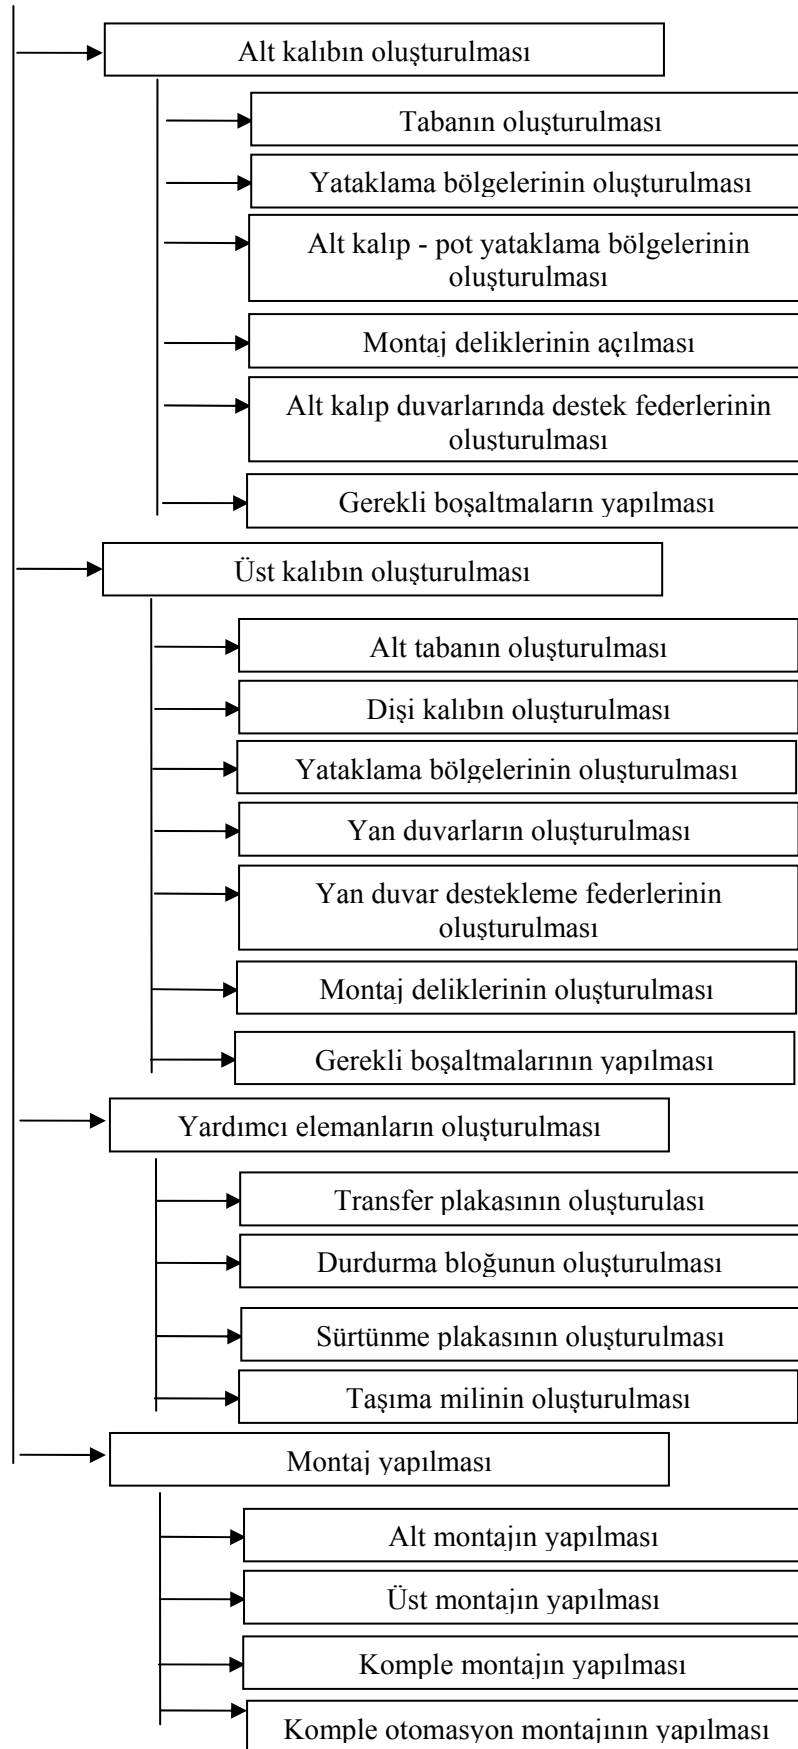 Alt kalıbın oluşturulması
Tabanın oluşturulması
Yataklama bölgelerinin oluşturulması
Alt kalıp - pot yataklama bölgelerinin
oluşturulması
Montaj deliklerinin açılması
Alt kalıp duvarlarında destek federlerinin
oluşturulması
Gerekli boşaltmaların yapılması
Üst kalıbın oluşturulması
Alt tabanın oluşturulması
Dişi kalıbın oluşturulması
Yataklama bölgelerinin oluşturulması
Yan duvarların oluşturulması
Yan duvar destekleme federlerinin
oluşturulması
Montaj deliklerinin oluşturulması
Gerekli boşaltmalarının yapılması
Yardımcı elemanların oluşturulması
Transfer plakasının oluşturulası
Durdurma bloğunun oluşturulması
Sürtünme plakasının oluşturulması
Taşıma milinin oluşturulması
Montaj yapılması
Alt montajın yapılması
Üst montajın yapılması
Komple montajın yapılması
Komple otomasyon montajının yapılması